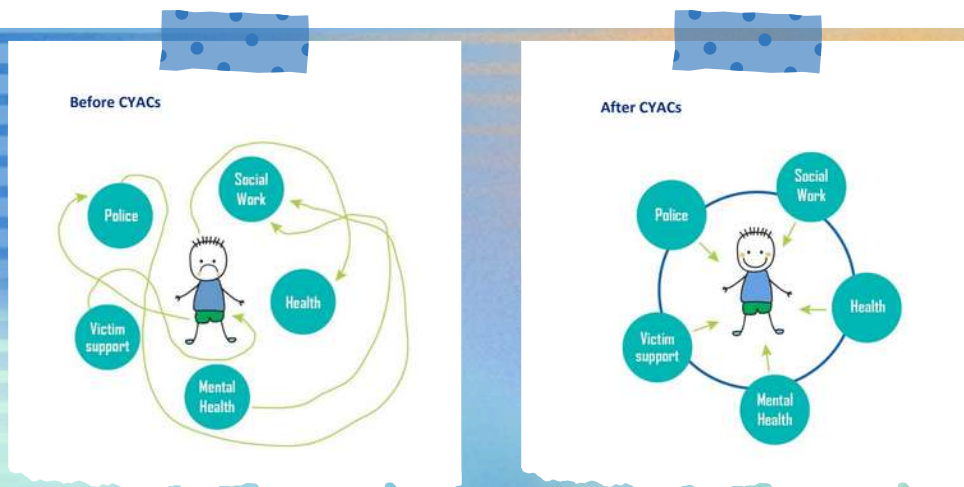 Before CYACs
Social
Work
Police
Health
Victim
support
Mental
Health
After CYACs
Social
Work
Police
Health
Victim
support
Mental
Health